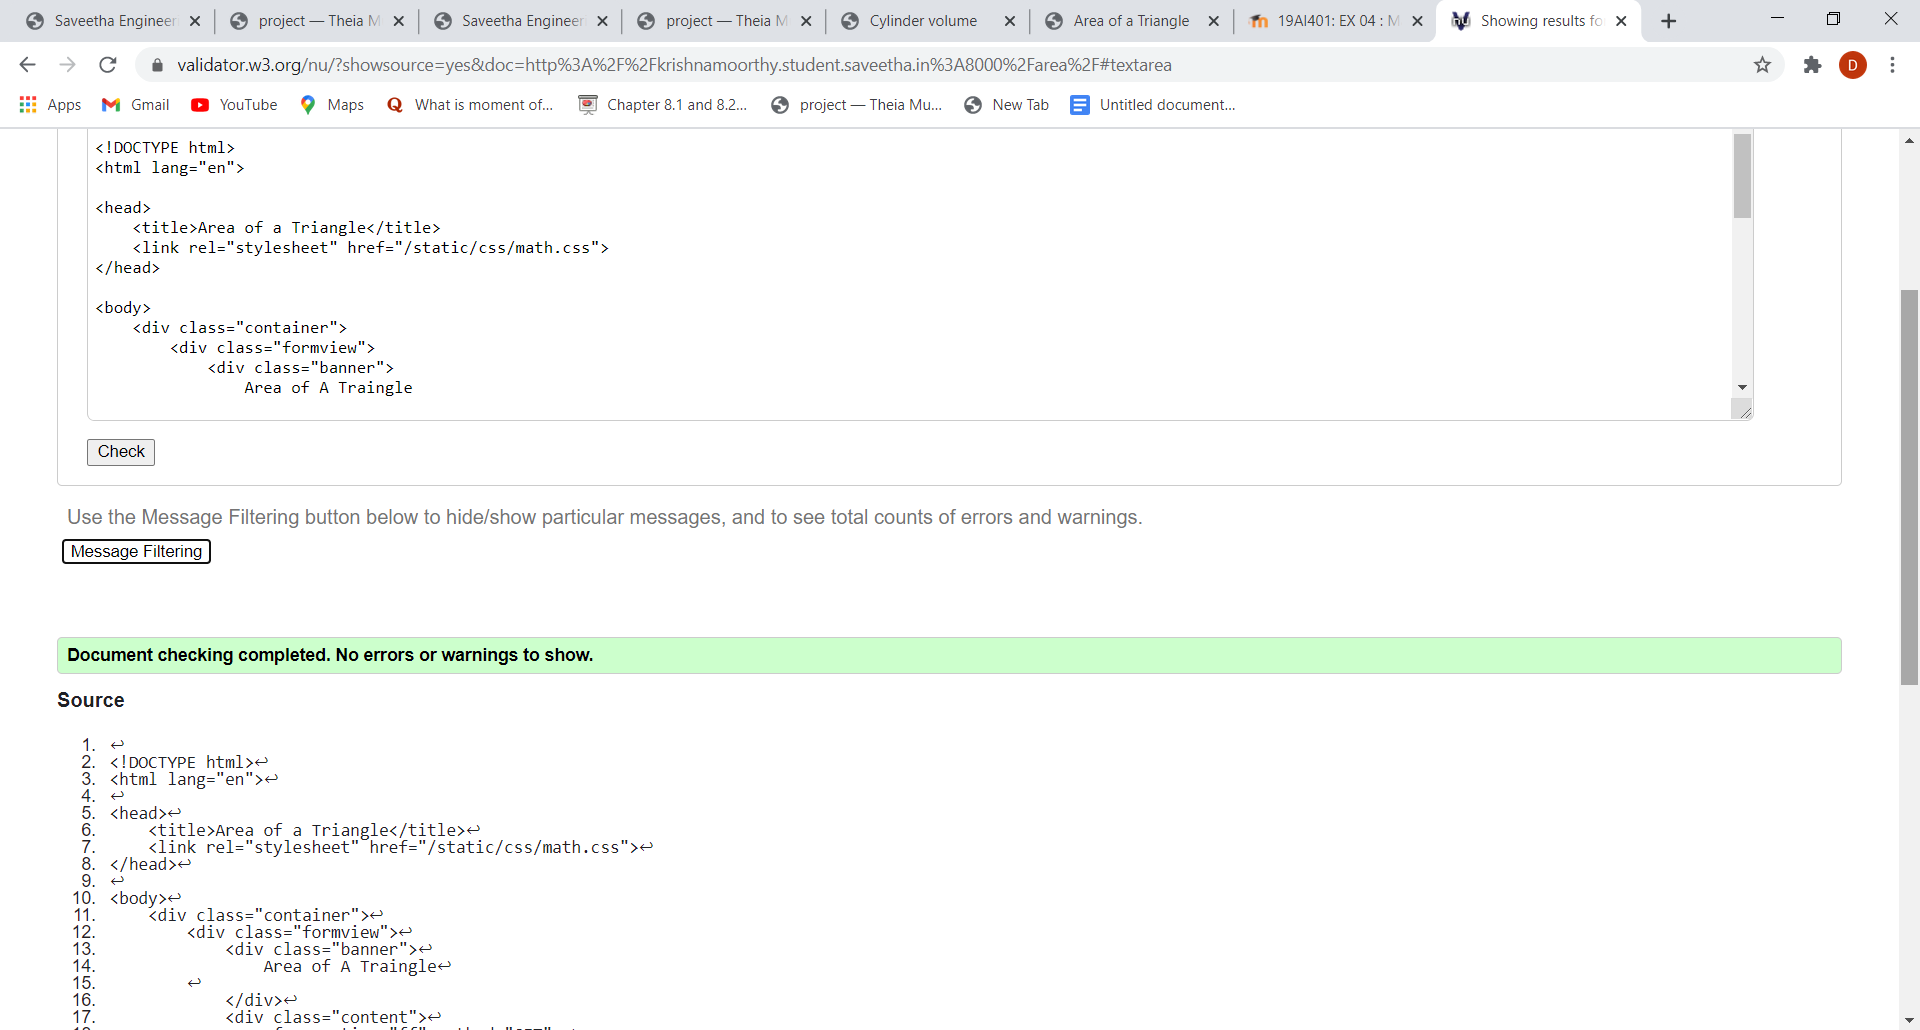 Saveetha Engineer
project — Theia M
Saveetha Engineer
project — Theia M
Cylinder volume
Area of a Triangle
19AI401: EX 04 : M
Showing results fo
validator.w3.org/nu/?showsource=yes&doc=http%3A%2F%2Fkrishnamoorthy.student.saveetha.in%3A8000%2Farea%2F#textarea
D
Apps
Gmail
YouTube
Maps
What is moment of...
Chapter 8.1 and 8.2...
project — Theia Mu...
New Tab
Untitled document...
<!DOCTYPE html>
<html lang="en">
<head>
<title>Area of a Triangle</title>
<link rel="stylesheet" href="/static/css/math.css">
</head>
<body>
<div class="container">
<div class="formview">
<div class="banner">
Area of A Traingle
Check
Use the Message Filtering button below to hide/show particular messages, and to see total counts of errors and warnings.
Message Filtering
Document checking completed. No errors or warnings to show.
Source
1. ↩
2. <!DOCTYPE html>↩
3. <html lang="en">↩
4. ↩
5. <head>↩
6. <title>Area of a Triangle</title>↩
7. <link rel="stylesheet" href="/static/css/math.css">↩
8. </head>↩
9. ↩
10. <body>↩
11. <div class="container">↩
12. <div class="formview">↩
13. <div class="banner">↩
14. Area of A Traingle↩
15. ↩
16. </div>↩
17. <div class="content">↩